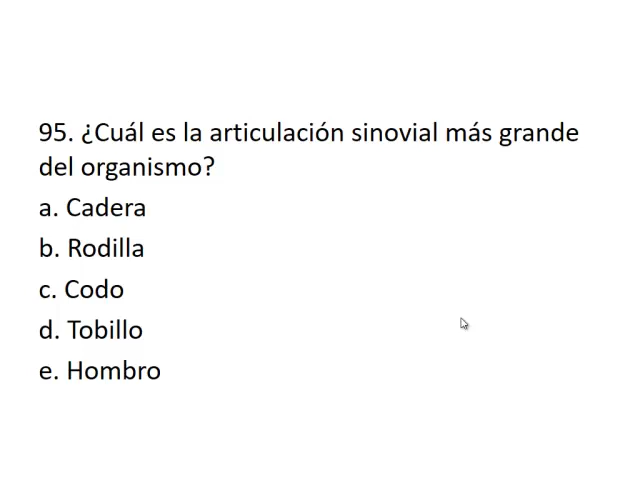 95. ¿Cuál es la articulación sinovial más grande
del organismo?
a. Cadera
b. Rodilla
c. Codo
d. Tobillo
e. Hombro